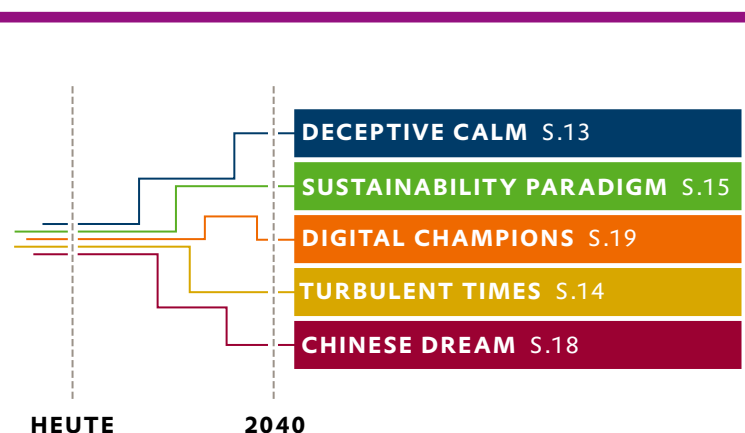 DECEPTIVE CALM S.13
SUSTAINABILITY PARADIGM S.15
DIGITAL CHAMPIONS S.19
TURBULENT TIMES S.14
CHINESE DREAM S.18
HEUTE 2040